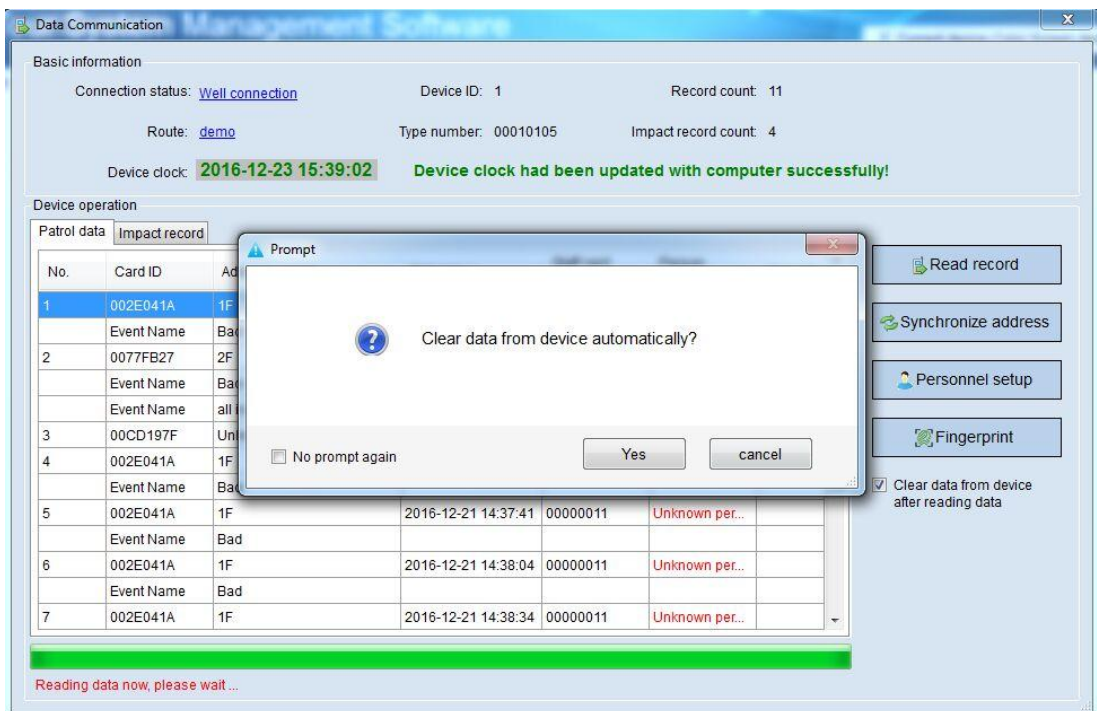 Data Communication
System Management Software
Basic information
Connection status: Well connection Device ID: 1 Record count: 11
Route: demo Type number: 00010105 Impact record count: 4
Device clock: 2016-12-23 15:39:02 Device clock had been updated with computer successfully!
Device operation
Patrol data Impact record
Prompt
Read record
No. Card ID Ad
1 002E041A 1F
Event Name Bad
Clear data from device automatically?
Synchronize address
2 0077FB27 2F
Event Name Bad
Personnel setup
Event Name all i
3 00CD197F Unk
Fingerprint
4 002E041A 1F
No prompt again Yes cancel
Event Name Bad
Clear data from device
after reading data
5 002E041A 1F 2016-12-21 14:37:41 00000011 Unknown per...
Event Name Bad
6 002E041A 1F 2016-12-21 14:38:04 00000011 Unknown per...
Event Name Bad
7 002E041A 1F 2016-12-21 14:38:34 00000011 Unknown per...
Reading data now, please wait ...